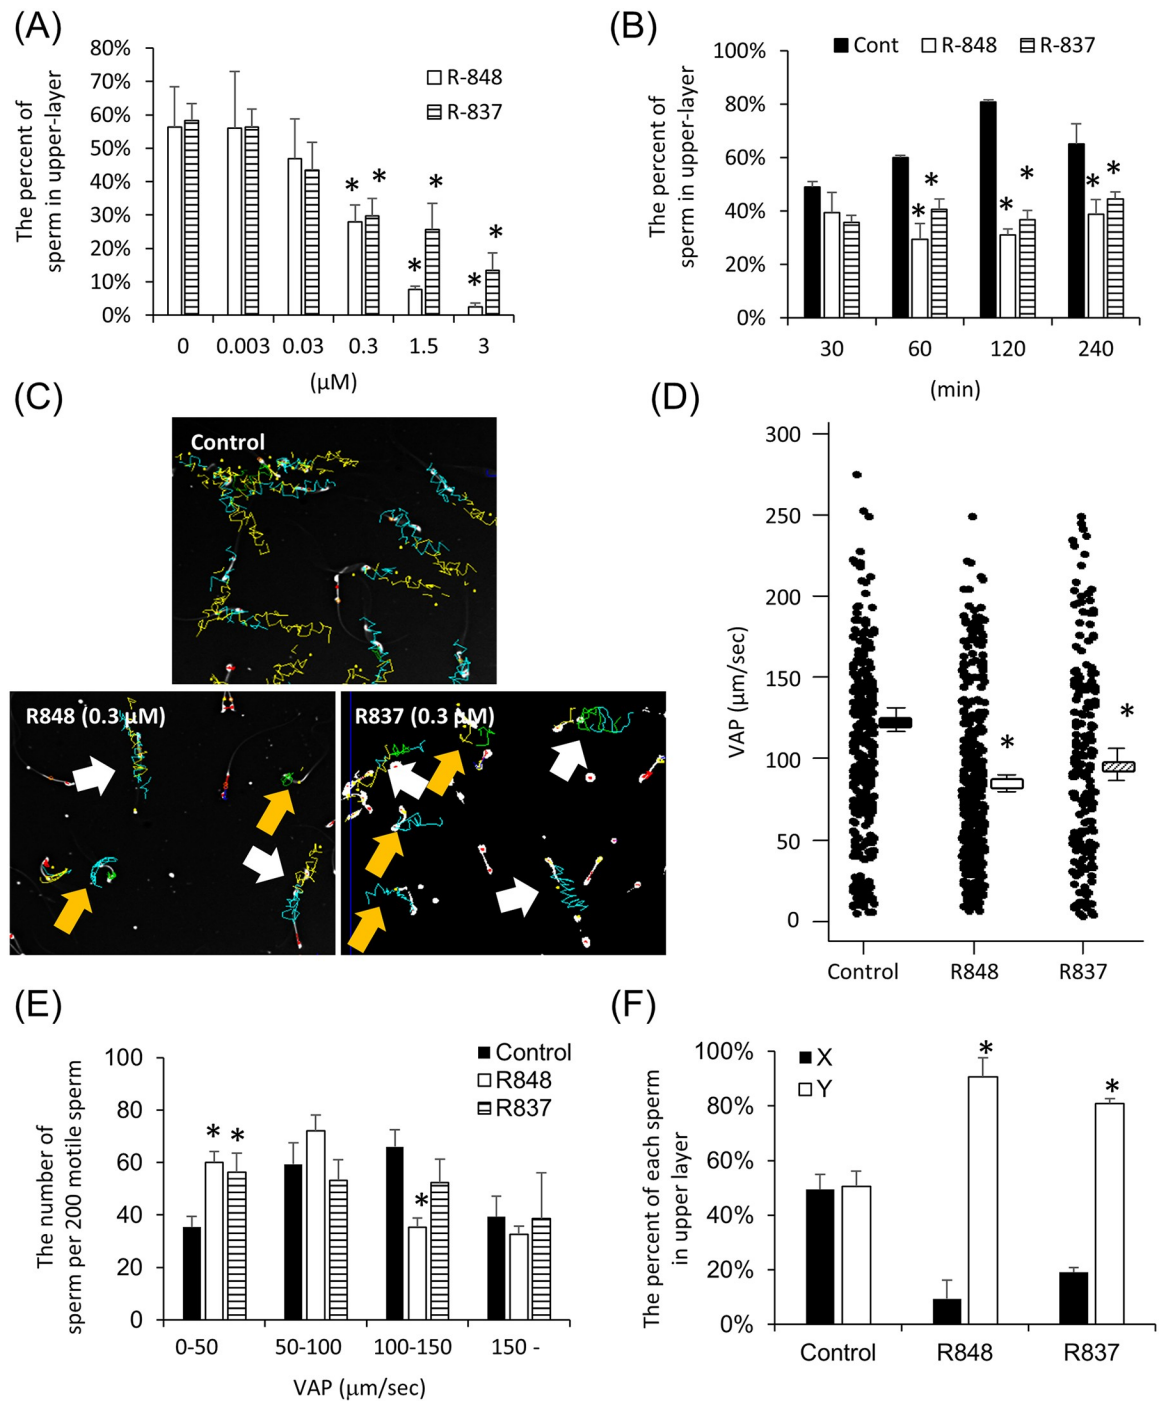 (A)
The percent of
sperm in upper-layer
80%
70%
60%
50%
40%
30%
20%
10%
0%
R-848
R-837
* * * * * *
0 0.003 0.03 0.3 1.5 3
(μM)
(B)
The percent of
sperm in upper-layer
100%
80%
60%
40%
20%
0%
Cont R-848 R-837
* * * * * *
30 60 120 240
(min)
(C)
Control
R848 (0.3 μM)
R837 (0.3 μM)
(D)
VAP (μm/sec)
300
250
200
150
100
50
0
* *
Control R848 R837
(E)
The number of
sperm per 200 motile sperm
100
80
60
40
20
0
Control
R848
R837
* * *
0-50 50-100 100-150 150 -
VAP (μm/sec)
(F)
The percent of each sperm
in upper layer
100%
80%
60%
40%
20%
0%
X
Y
* *
Control R848 R837